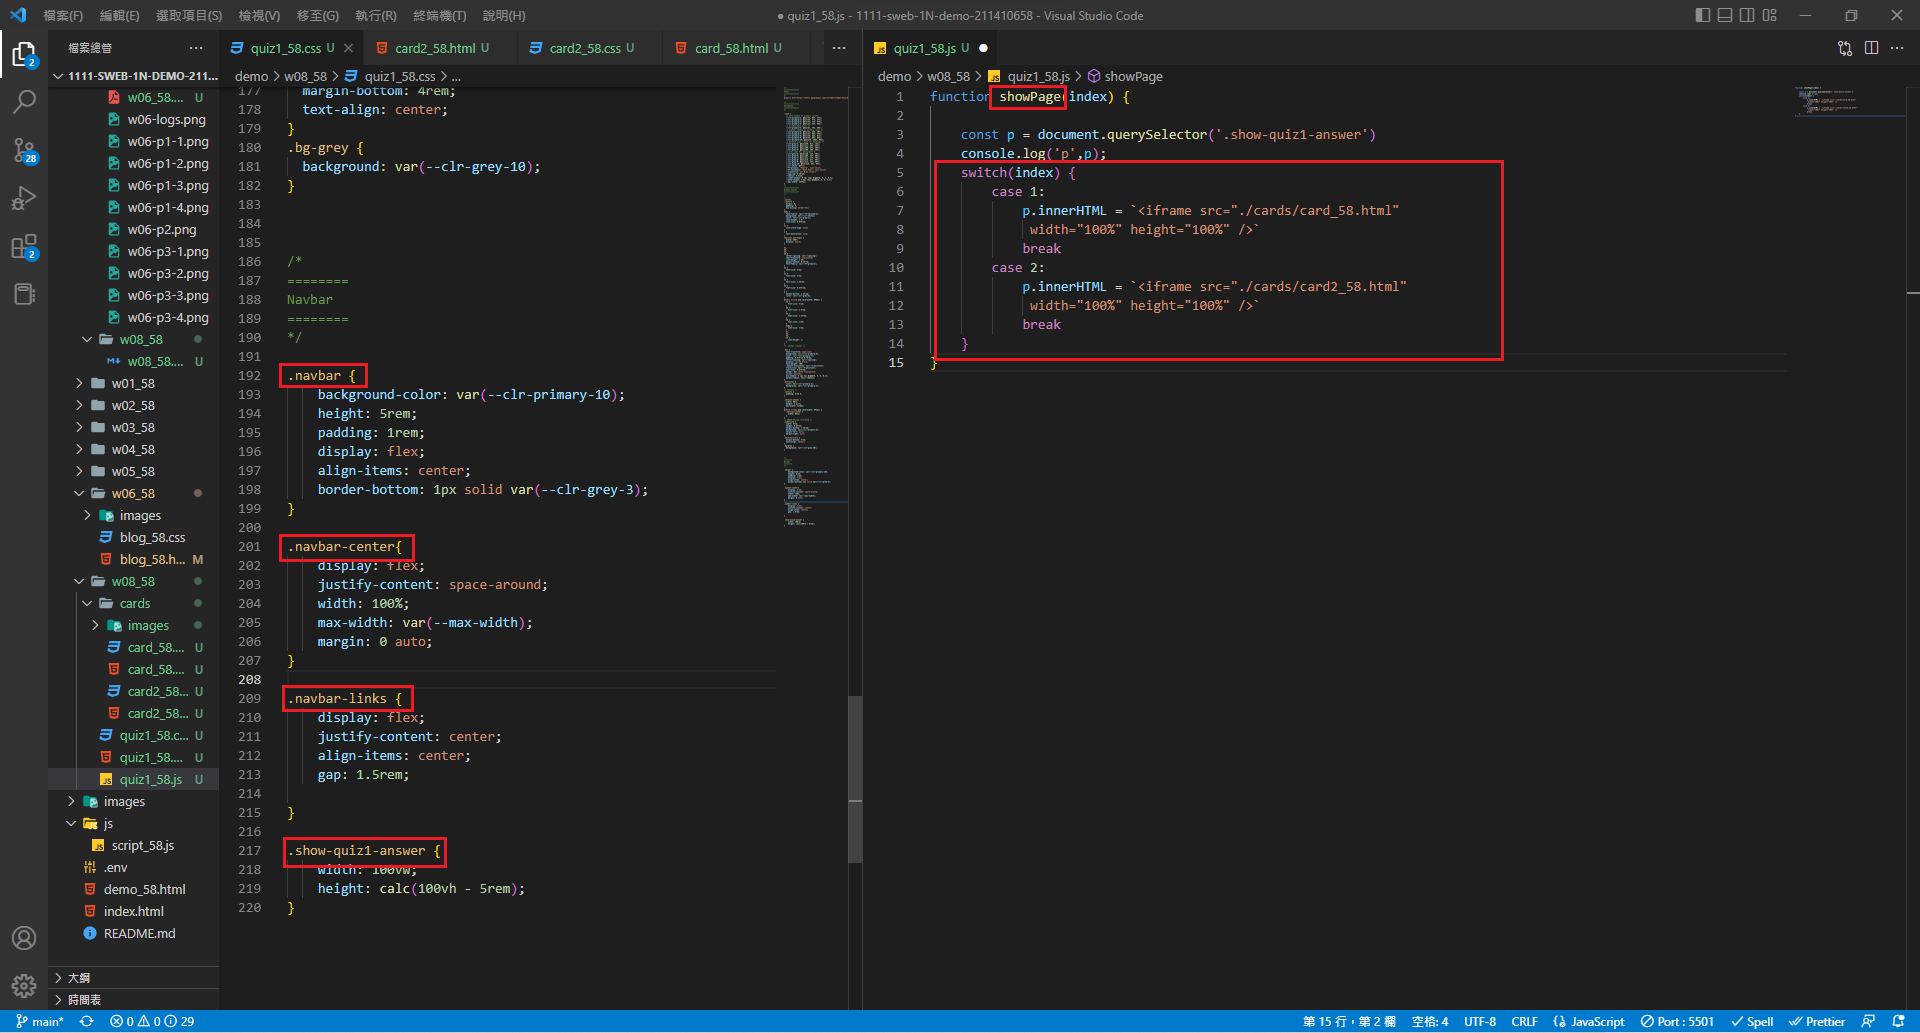 檔案(F) 編輯(E) 選取項目(S) 檢視(V) 移至(G) 執行(R) 終端機(T) 說明(H)
● quiz1_58.js - 1111-sweb-1N-demo-211410658 - Visual Studio Code
檔案總管 ···
1111-SWEB-1N-DEMO-211...
w06_58.... U
w06-logs.png
w06-p1-1.png
w06-p1-2.png
w06-p1-3.png
w06-p1-4.png
w06-p2.png
w06-p3-1.png
w06-p3-2.png
w06-p3-3.png
w06-p3-4.png
w08_58
w08_58.... U
w01_58
w02_58
w03_58
w04_58
w05_58
w06_58
images
blog_58.css
blog_58.h... M
w08_58
cards
images
card_58.... U
card_58.... U
card2_58... U
card2_58... U
quiz1_58.c... U
quiz1_58.... U
quiz1_58.js U
images
js
script_58.js
.env
demo_58.html
index.html
README.md
大綱
時間表
2
28
2
quiz1_58.css U
card2_58.html U
card2_58.css U
card_58.html U
···
demo > w08_58 > quiz1_58.css > ...
177 margin-bottom: 4rem;
178 text-align: center;
179 }
180 .bg-grey {
181 background: var(--clr-grey-10);
182 }
183
184
185
186 /*
187 ========
188 Navbar
189 ========
190 */
191
192 .navbar {
193 background-color: var(--clr-primary-10);
194 height: 5rem;
195 padding: 1rem;
196 display: flex;
197 align-items: center;
198 border-bottom: 1px solid var(--clr-grey-3);
199 }
200
201 .navbar-center{
202 display: flex;
203 justify-content: space-around;
204 width: 100%;
205 max-width: var(--max-width);
206 margin: 0 auto;
207 }
208
209 .navbar-links {
210 display: flex;
211 justify-content: center;
212 align-items: center;
213 gap: 1.5rem;
214
215 }
216
217 .show-quiz1-answer {
218 width: 100vw;
219 height: calc(100vh - 5rem);
220 }
quiz1_58.js U ●
demo > w08_58 > quiz1_58.js > showPage
1 function showPage(index) {
2
3 const p = document.querySelector('.show-quiz1-answer')
4 console.log('p',p);
5 switch(index) {
6 case 1:
7 p.innerHTML = `<iframe src="./cards/card_58.html"
8 width="100%" height="100%" />`
9 break
10 case 2:
11 p.innerHTML = `<iframe src="./cards/card2_58.html"
12 width="100%" height="100%" />`
13 break
14 }
15 }
main* 0 0 29
第 15 行，第 2 欄 空格: 4 UTF-8 CRLF JavaScript Port : 5501 Spell Prettier